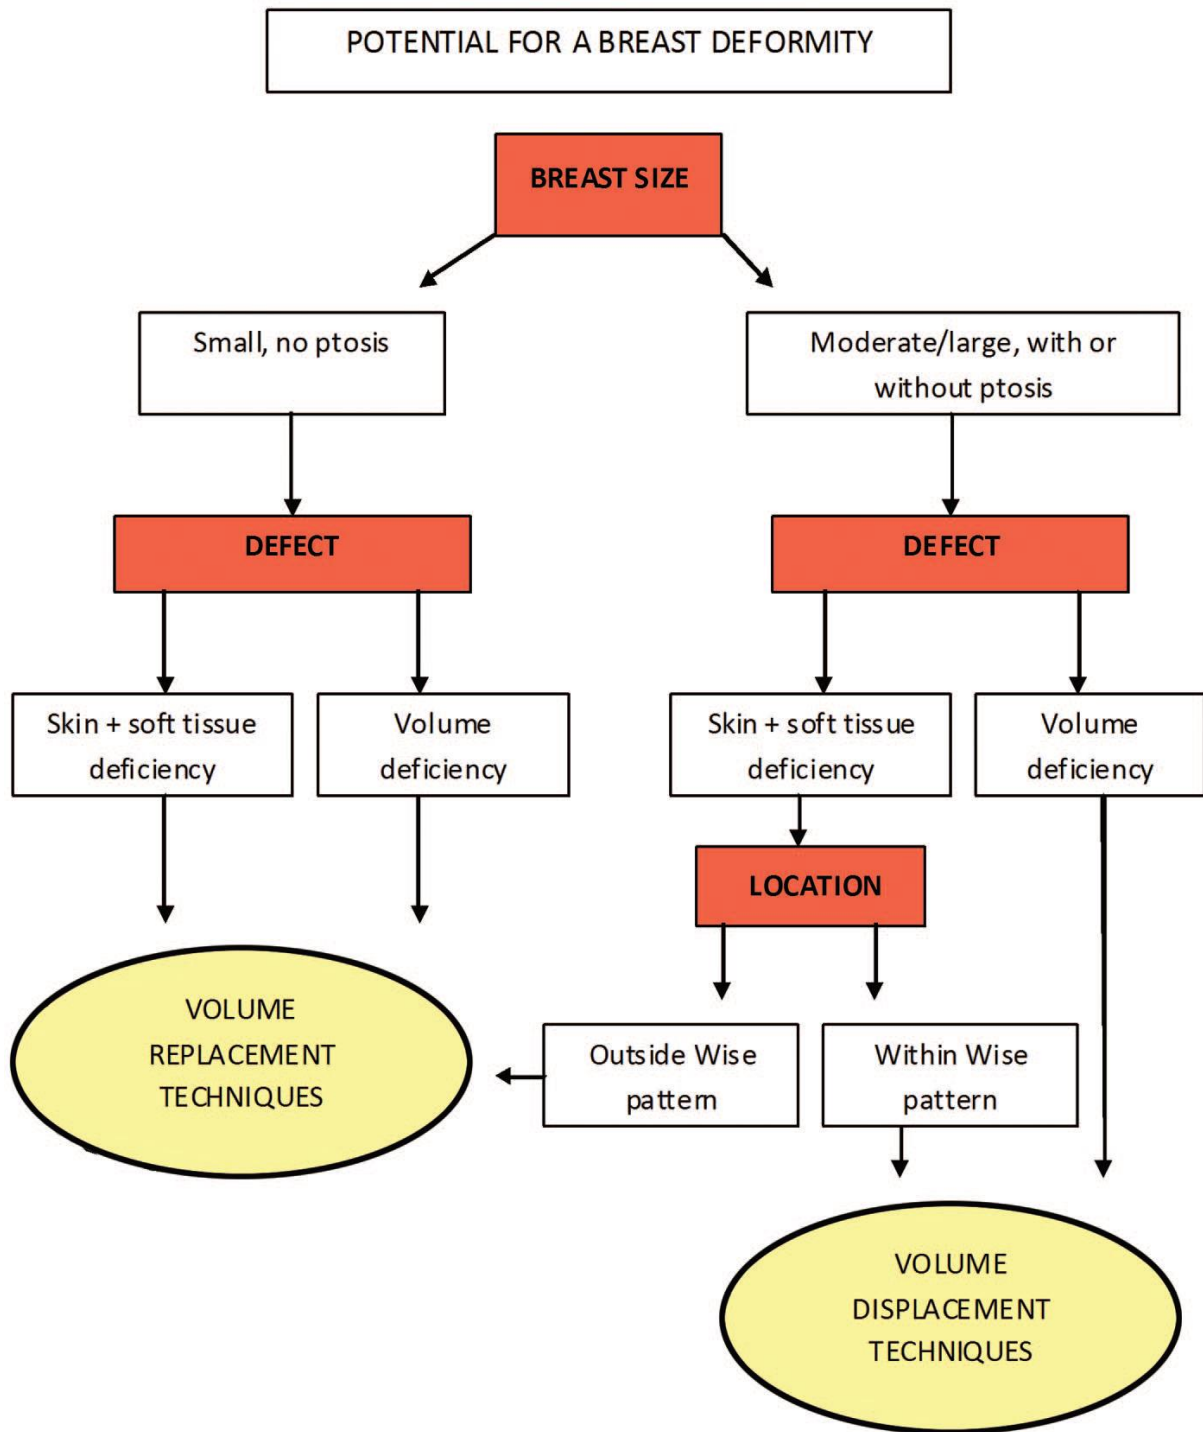 POTENTIAL FOR A BREAST DEFORMITY
BREAST SIZE
Small, no ptosis
Moderate/large, with or
without ptosis
DEFECT
DEFECT
Skin + soft tissue
deficiency
Volume
deficiency
Skin + soft tissue
deficiency
Volume
deficiency
LOCATION
VOLUME
REPLACEMENT
TECHNIQUES
Outside Wise
pattern
Within Wise
pattern
VOLUME
DISPLACEMENT
TECHNIQUES